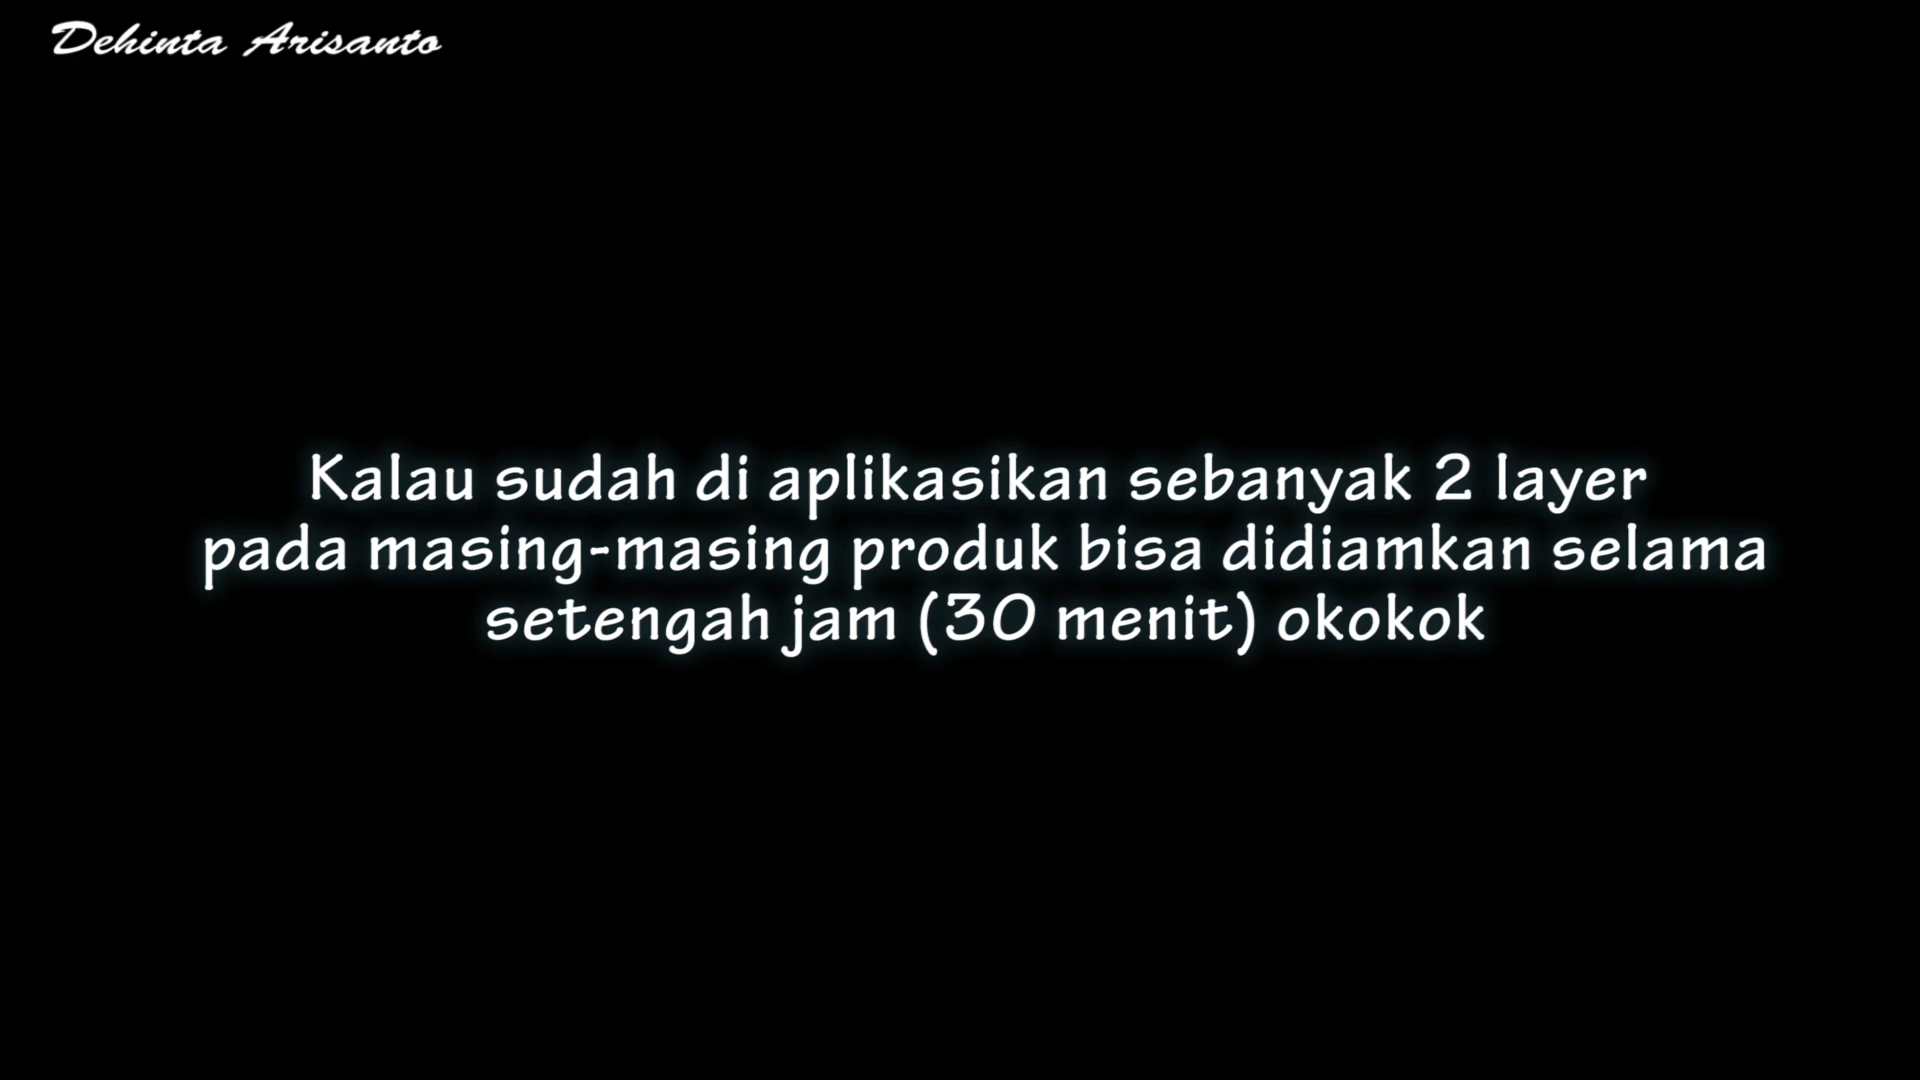 Dehinta Arisanto
Kalau sudah di aplikasikan sebanyak 2 layer
pada masing-masing produk bisa didiamkan selama
setengah jam (30 menit) okokok